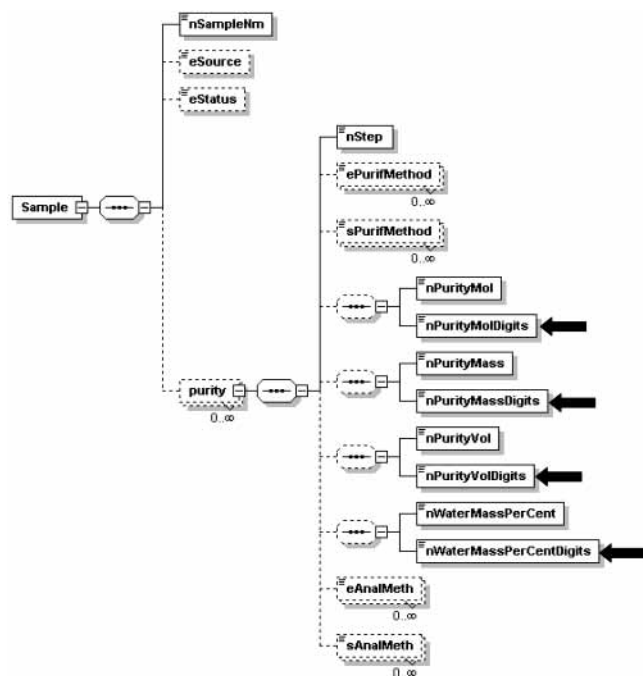 nSampleNm
eSource
eStatus
Sample
nStep
ePurifMethod
0..∞
sPurifMethod
0..∞
nPurityMol
nPurityMolDigits
nPurityMass
nPurityMassDigits
purity
0..∞
nPurityVol
nPurityVolDigits
nWaterMassPerCent
nWaterMassPerCentDigits
eAnalMeth
0..∞
sAnalMeth
0..∞